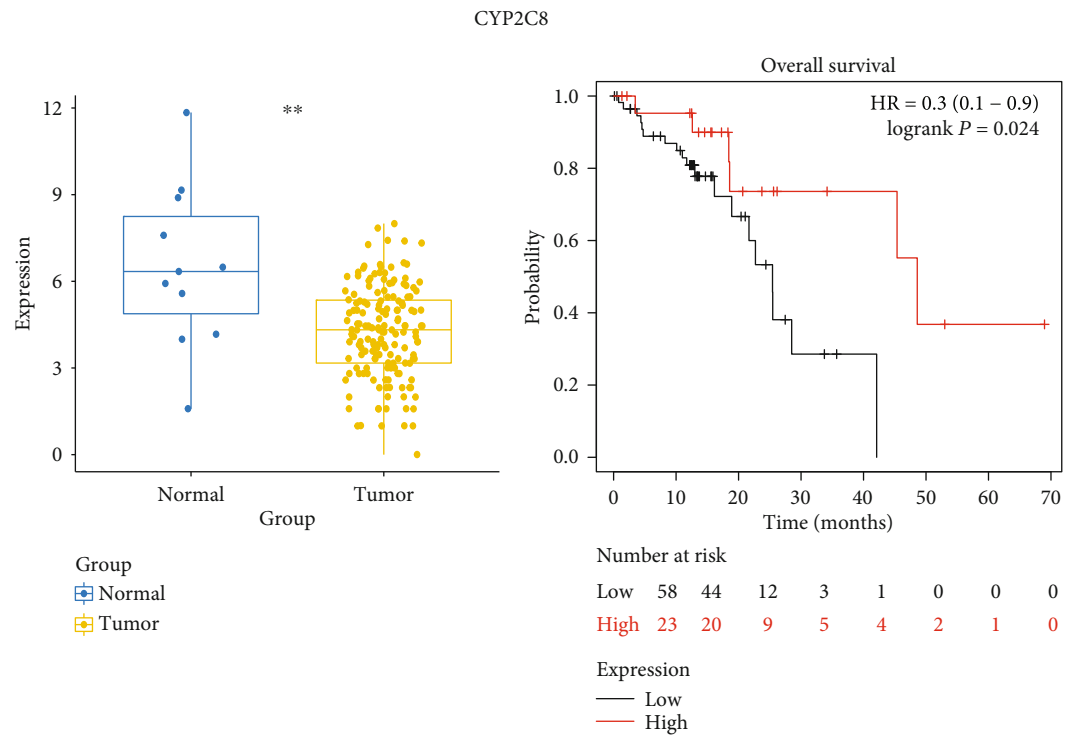 CYP2C8
12
9
6
3
0
Expression
**
Normal Tumor
Group
Group
Normal
Tumor
Overall survival
HR = 0.3 (0.1 – 0.9)
logrank P = 0.024
1.0
0.8
0.6
0.4
0.2
0.0
Probability
0 10 20 30 40 50 60 70
Time (months)
Number at risk
Low 58 44 12 3 1 0 0 0
High 23 20 9 5 4 2 1 0
Expression
Low
High